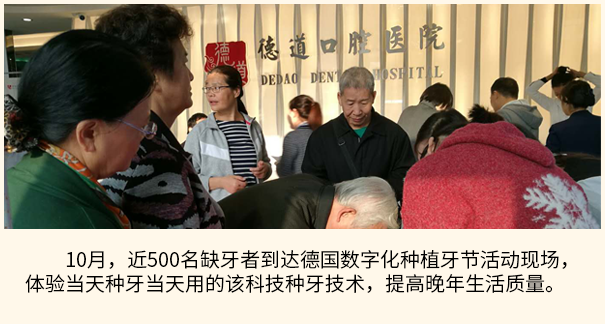 德道
德道口腔医院
DEDAO DENTAL HOSPITAL
10月，近500名缺牙者到达德国数字化种植牙节活动现场，
体验当天种牙当天用的该科技种牙技术，提高晚年生活质量。